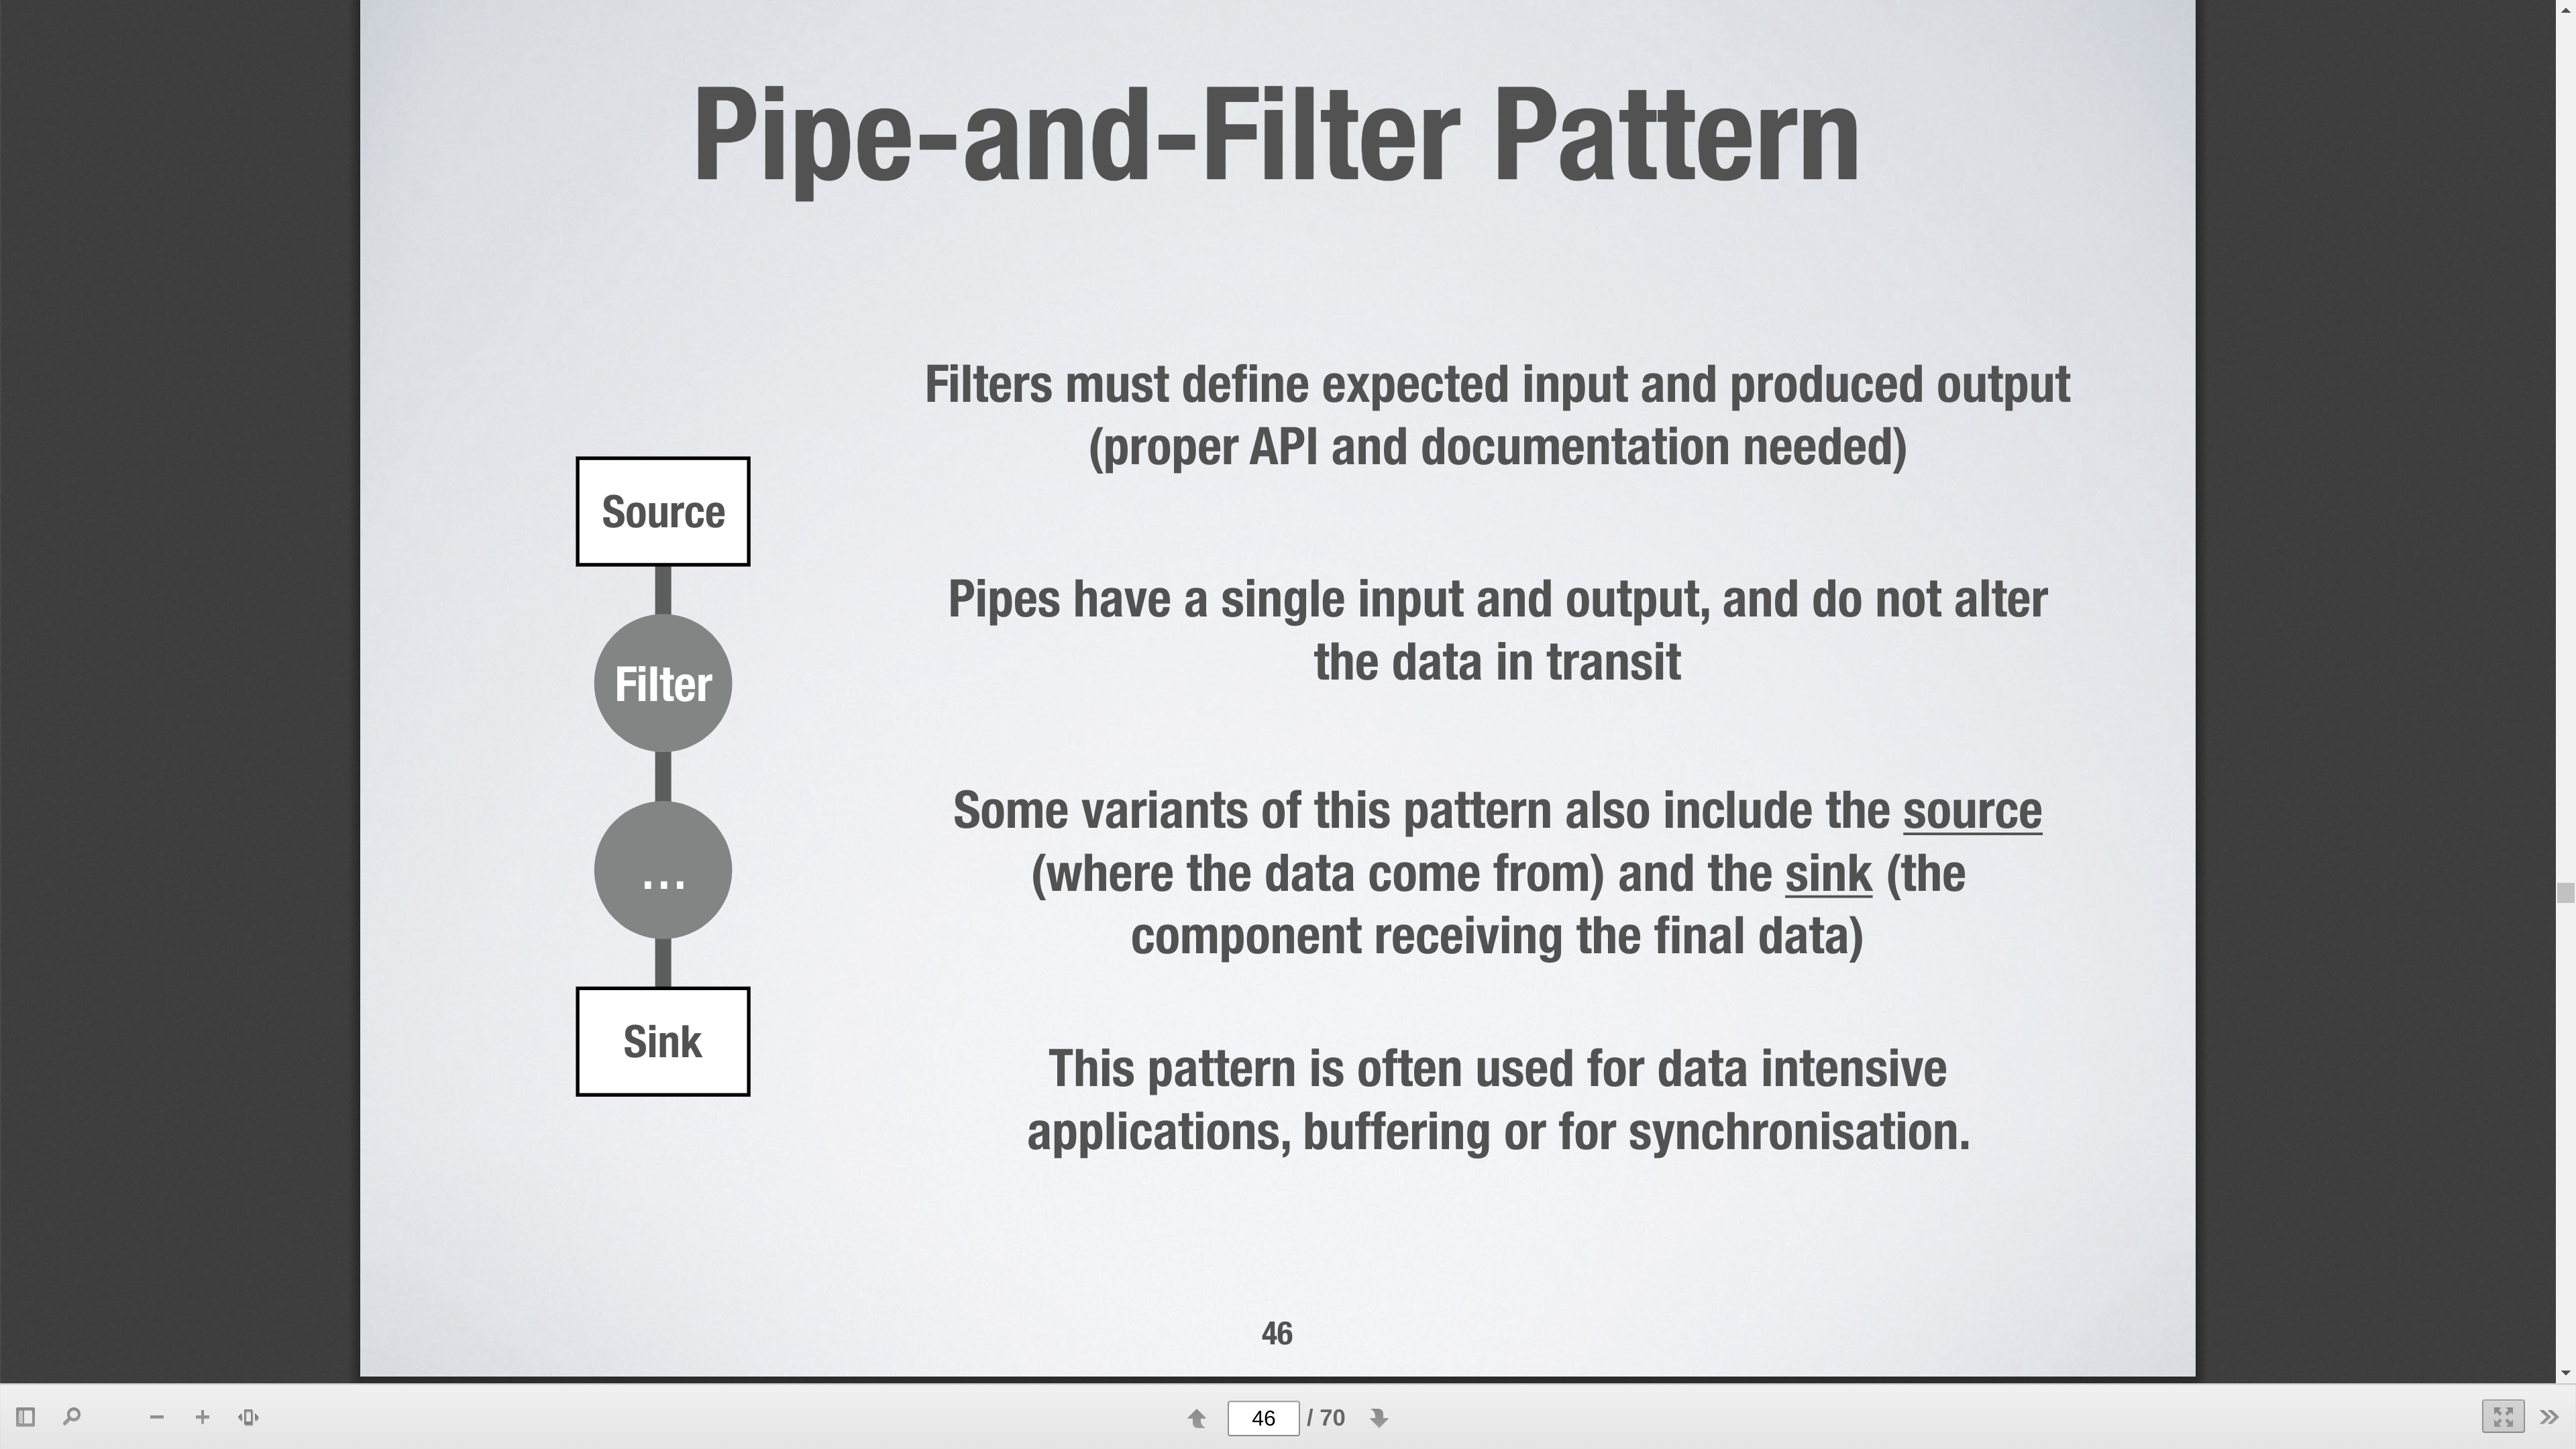 Pipe-and-Filter Pattern
Filters must define expected input and produced output
(proper API and documentation needed)
Source
Pipes have a single input and output, and do not alter
the data in transit
Filter
Some variants of this pattern also include the source
(where the data come from) and the sink (the
component receiving the final data)
...
Sink
This pattern is often used for data intensive
applications, buffering or for synchronisation.
46
46 / 70